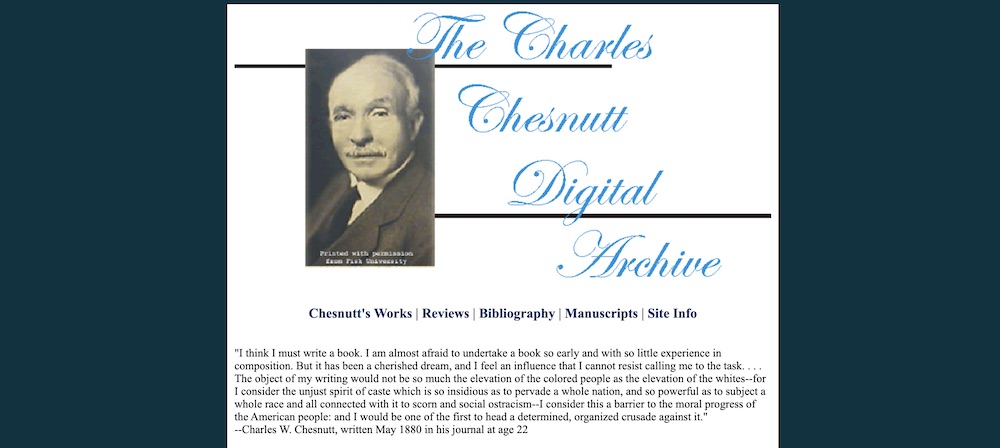 The Charles
Chesnutt
Digital
Archive
Printed with permission
from Fisk University
Chesnutt's Works | Reviews | Bibliography | Manuscripts | Site Info
"I think I must write a book. I am almost afraid to undertake a book so early and with so little experience in
composition. But it has been a cherished dream, and I feel an influence that I cannot resist calling me to the task. . . .
The object of my writing would not be so much the elevation of the colored people as the elevation of the whites--for
I consider the unjust spirit of caste which is so insidious as to pervade a whole nation, and so powerful as to subject a
whole race and all connected with it to scorn and social ostracism--I consider this a barrier to the moral progress of
the American people: and I would be one of the first to head a determined, organized crusade against it."
--Charles W. Chesnutt, written May 1880 in his journal at age 22